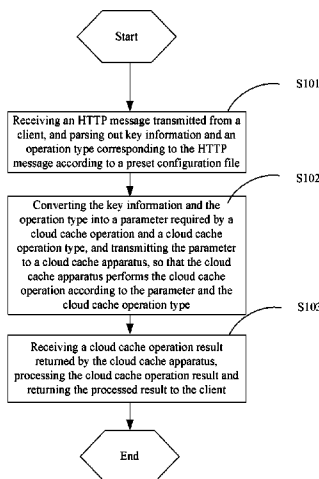 Start
S101
Receiving an HTTP message transmitted from a
client, and parsing out key information and an
operation type corresponding to the HTTP
message according to a preset configuration file
S102
Converting the key information and the
operation type into a parameter required by a
cloud cache operation and a cloud cache
operation type, and transmitting the parameter
to a cloud cache apparatus, so that the cloud
cache apparatus performs the cloud cache
operation according to the parameter and the
cloud cache operation type
S103
Receiving a cloud cache operation result
returned by the cloud cache apparatus,
processing the cloud cache operation result and
returning the processed result to the client
End